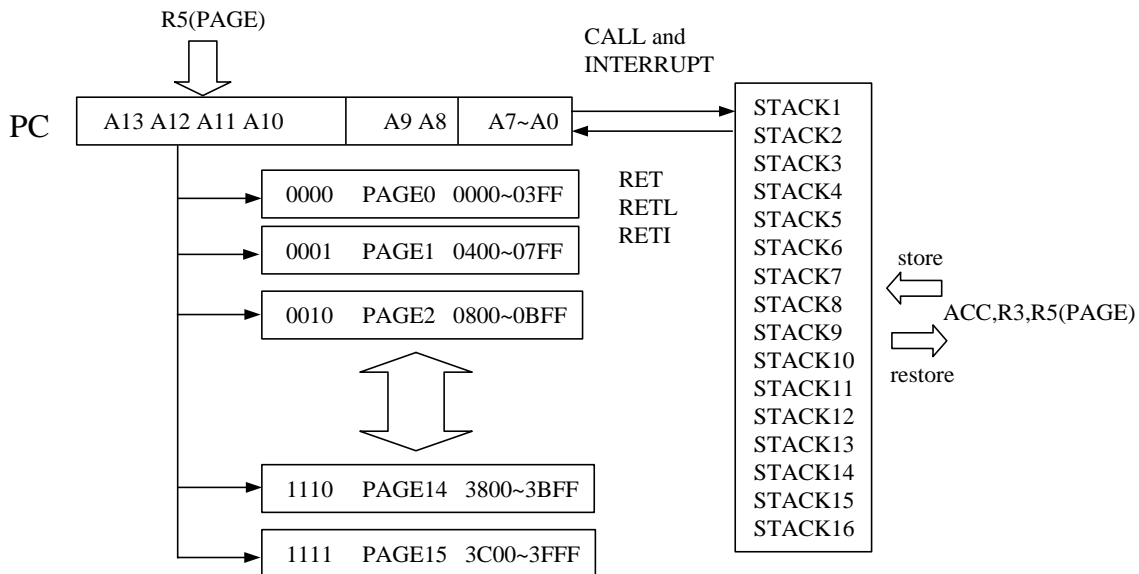 R5(PAGE)
CALL and
INTERRUPT
PC
A13 A12 A11 A10
A9 A8
A7~A0
0000 PAGE0 0000~03FF
0001 PAGE1 0400~07FF
0010 PAGE2 0800~0BFF
1110 PAGE14 3800~3BFF
1111 PAGE15 3C00~3FFF
RET
RETL
RETI
STACK1
STACK2
STACK3
STACK4
STACK5
STACK6
STACK7
STACK8
STACK9
STACK10
STACK11
STACK12
STACK13
STACK14
STACK15
STACK16
store
ACC,R3,R5(PAGE)
restore